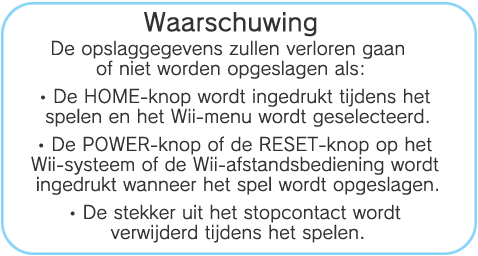 Waarschuwing
De opslaggegevens zullen verloren gaan
of niet worden opgeslagen als:
• De HOME-knop wordt ingedrukt tijdens het
spelen en het Wii-menu wordt geselecteerd.
• De POWER-knop of de RESET-knop op het
Wii-systeem of de Wii-afstandsbediening wordt
ingedrukt wanneer het spel wordt opgeslagen.
• De stekker uit het stopcontact wordt
verwijderd tijdens het spelen.